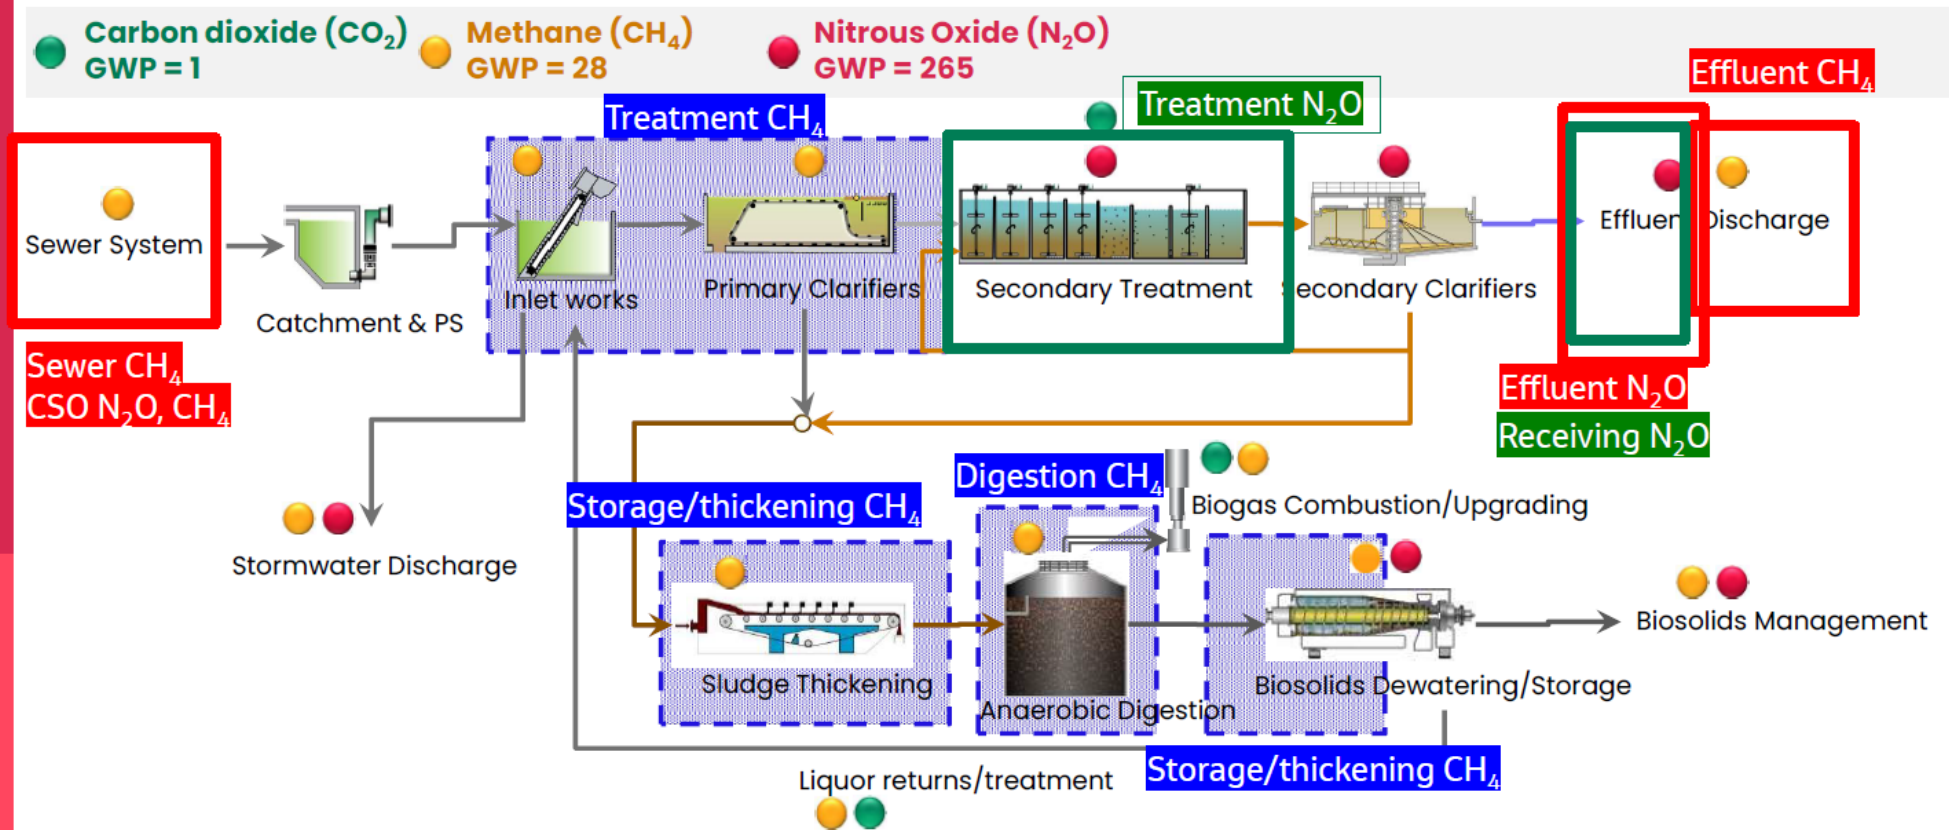 Carbon dioxide (CO₂)
GWP = 1
Methane (CH₄)
GWP = 28
Nitrous Oxide (N₂O)
GWP = 265
Effluent CH₄
Treatment CH₄
Treatment N₂O
Sewer System
Catchment & PS
Inlet works
Primary Clarifiers
Secondary Treatment
Secondary Clarifiers
Effluent Discharge
Sewer CH₄
CSO N₂O, CH₄
Effluent N₂O
Receiving N₂O
Stormwater Discharge
Storage/thickening CH₄
Digestion CH₄
Biogas Combustion/Upgrading
Sludge Thickening
Anaerobic Digestion
Biosolids Dewatering/Storage
Biosolids Management
Storage/thickening CH₄
Liquor returns/treatment